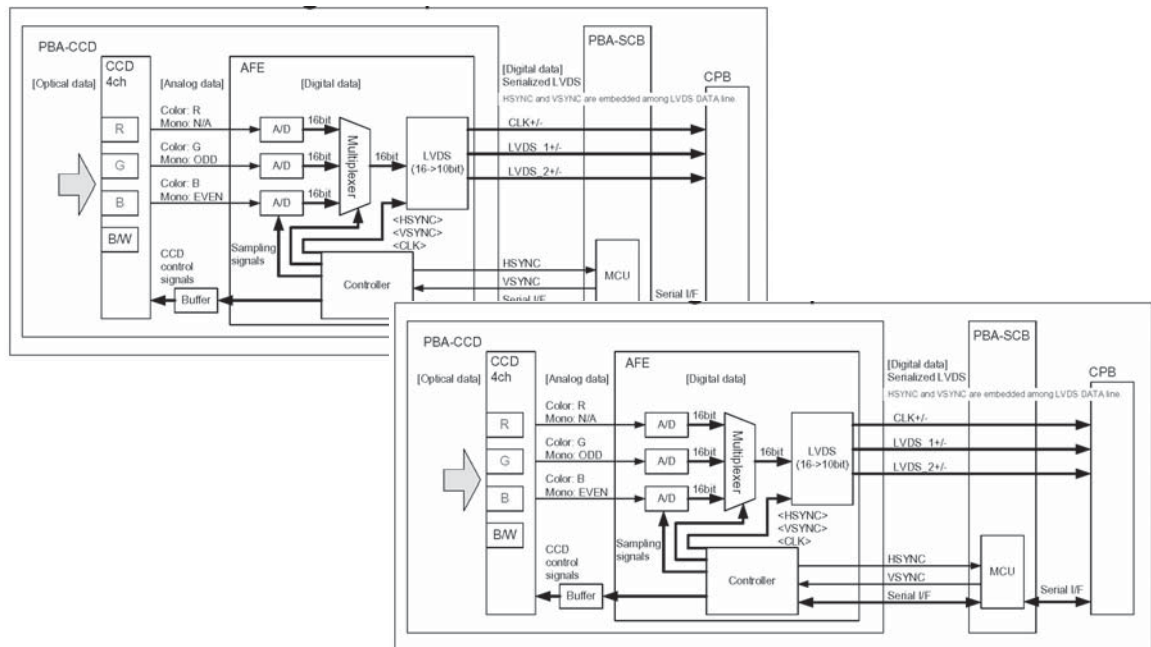 PBA-CCD
PBA-SCB
CCD
4ch
AFE
[Optical data]
[Analog data]
[Digital data]
[Digital data]
Serialized LVDS
CPB
HSYNC and VSYNC are embedded among LVDS DATA line.
Color: R
Mono: N/A
R
A/D
16bit
CLK+/-
Color: G
Mono: ODD
G
A/D
16bit
Multiplexer
16bit
LVDS
(16->10bit)
LVDS_1+/-
LVDS_2+/-
Color: B
Mono: EVEN
B
A/D
16bit
B/W
<HSYNC>
<VSYNC>
<CLK>
Sampling
signals
CCD
control
signals
Buffer
Controller
HSYNC
VSYNC
Serial I/F
MCU
Serial I/F
PBA-CCD
PBA-SCB
CCD
4ch
AFE
[Optical data]
[Analog data]
[Digital data]
[Digital data]
Serialized LVDS
CPB
HSYNC and VSYNC are embedded among LVDS DATA line.
Color: R
Mono: N/A
R
A/D
16bit
CLK+/-
Color: G
Mono: ODD
G
A/D
16bit
Multiplexer
16bit
LVDS
(16->10bit)
LVDS_1+/-
LVDS_2+/-
Color: B
Mono: EVEN
B
A/D
16bit
B/W
<HSYNC>
<VSYNC>
<CLK>
Sampling
signals
CCD
control
signals
Buffer
Controller
HSYNC
VSYNC
Serial I/F
MCU
Serial I/F